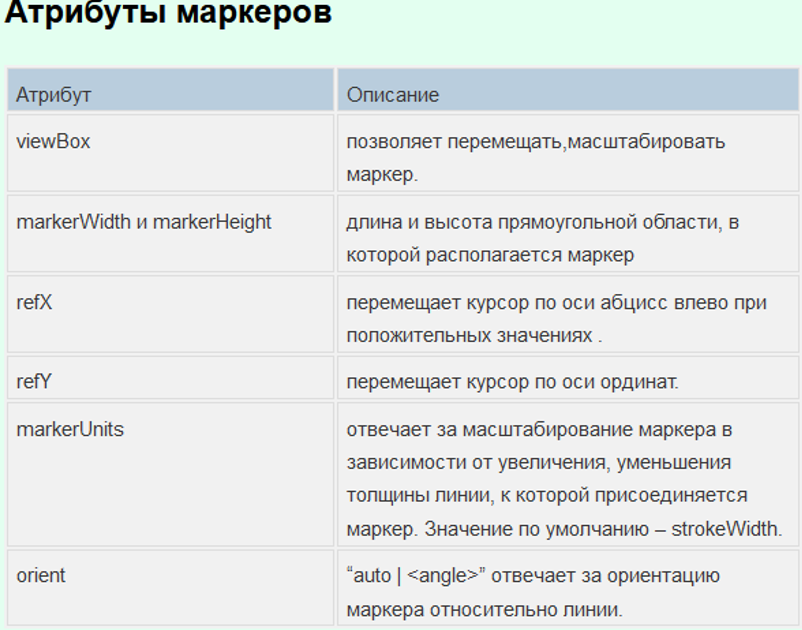 Атрибуты маркеров
Атрибут
Описание
viewBox
позволяет перемещать,масштабировать
маркер.
markerWidth и markerHeight
длина и высота прямоугольной области, в
которой располагается маркер
refX
перемещает курсор по оси абцисс влево при
положительных значениях .
refY
перемещает курсор по оси ординат.
markerUnits
отвечает за масштабирование маркера в
зависимости от увеличения, уменьшения
толщины линии, к которой присоединяется
маркер. Значение по умолчанию – strokeWidth.
orient
“auto | <angle>” отвечает за ориентацию
маркера относительно линии.